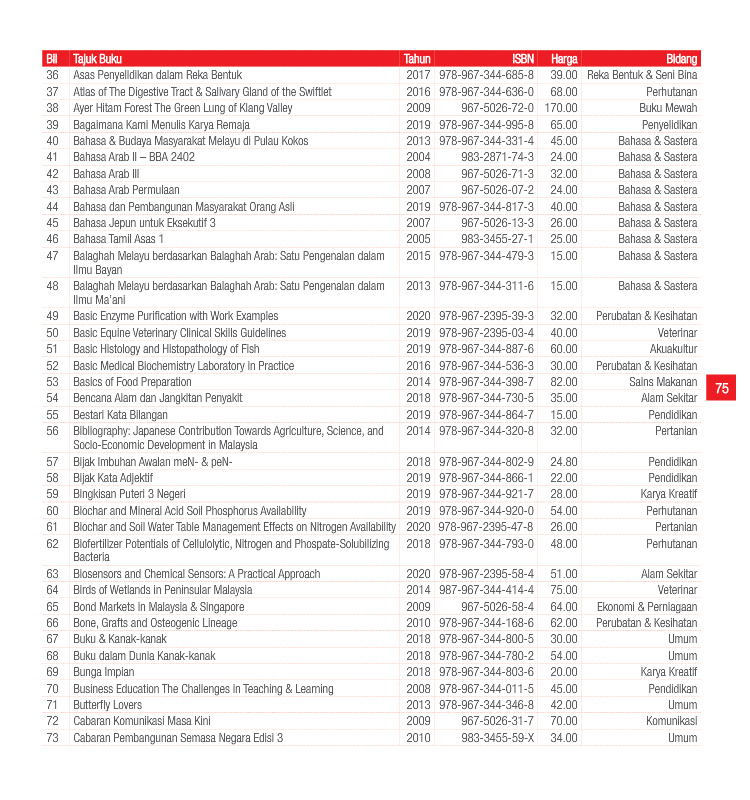 Bil Tajuk Buku Tahun ISBN Harga Bidang
36 Asas Penyelidikan dalam Reka Bentuk 2017 978-967-344-685-8 39.00 Reka Bentuk & Seni Bina
37 Atlas of The Digestive Tract & Salivary Gland of the Swiftlet 2016 978-967-344-636-0 68.00 Perhutanan
38 Ayer Hitam Forest The Green Lung of Klang Valley 2009 967-5026-72-0 170.00 Buku Mewah
39 Bagaimana Kami Menulis Karya Remaja 2019 978-967-344-995-8 65.00 Penyelidikan
40 Bahasa & Budaya Masyarakat Melayu di Pulau Kokos 2013 978-967-344-331-4 45.00 Bahasa & Sastera
41 Bahasa Arab II – BBA 2402 2004 983-2871-74-3 24.00 Bahasa & Sastera
42 Bahasa Arab III 2008 967-5026-71-3 32.00 Bahasa & Sastera
43 Bahasa Arab Permulaan 2007 967-5026-07-2 24.00 Bahasa & Sastera
44 Bahasa dan Pembangunan Masyarakat Orang Asli 2019 978-967-344-817-3 40.00 Bahasa & Sastera
45 Bahasa Jepun untuk Eksekutif 3 2007 967-5026-13-3 26.00 Bahasa & Sastera
46 Bahasa Tamil Asas 1 2005 983-3455-27-1 25.00 Bahasa & Sastera
47 Balaghah Melayu berdasarkan Balaghah Arab: Satu Pengenalan dalam 2015 978-967-344-479-3 15.00 Bahasa & Sastera
Ilmu Bayan
48 Balaghah Melayu berdasarkan Balaghah Arab: Satu Pengenalan dalam 2013 978-967-344-311-6 15.00 Bahasa & Sastera
Ilmu Ma'ani
49 Basic Enzyme Purification with Work Examples 2020 978-967-2395-39-3 32.00 Perubatan & Kesihatan
50 Basic Equine Veterinary Clinical Skills Guidelines 2019 978-967-2395-03-4 40.00 Veterinar
51 Basic Histology and Histopathology of Fish 2019 978-967-344-887-6 60.00 Akuakultur
52 Basic Medical Biochemistry Laboratory in Practice 2016 978-967-344-536-3 30.00 Perubatan & Kesihatan
53 Basics of Food Preparation 2014 978-967-344-398-7 82.00 Sains Makanan
54 Bencana Alam dan Jangkitan Penyakit 2018 978-967-344-730-5 35.00 Alam Sekitar
55 Bestari Kata Bilangan 2019 978-967-344-864-7 15.00 Pendidikan
56 Bibliography: Japanese Contribution Towards Agriculture, Science, and 2014 978-967-344-320-8 32.00 Pertanian
Socio-Economic Development in Malaysia
57 Bijak Imbuhan Awalan meN- & peN- 2018 978-967-344-802-9 24.80 Pendidikan
58 Bijak Kata Adjektif 2019 978-967-344-866-1 22.00 Pendidikan
59 Bingkisan Puteri 3 Negeri 2019 978-967-344-921-7 28.00 Karya Kreatif
60 Biochar and Mineral Acid Soil Phosphorus Availability 2019 978-967-344-920-0 54.00 Perhutanan
61 Biochar and Soil Water Table Management Effects on Nitrogen Availability 2020 978-967-2395-47-8 26.00 Pertanian
62 Biofertilizer Potentials of Cellulolytic, Nitrogen and Phospate-Solubilizing 2018 978-967-344-793-0 48.00 Perhutanan
Bacteria
63 Biosensors and Chemical Sensors: A Practical Approach 2020 978-967-2395-58-4 51.00 Alam Sekitar
64 Birds of Wetlands in Peninsular Malaysia 2014 987-967-344-414-4 75.00 Veterinar
65 Bond Markets in Malaysia & Singapore 2009 967-5026-58-4 64.00 Ekonomi & Perniagaan
66 Bone, Grafts and Osteogenic Lineage 2010 978-967-344-168-6 62.00 Perubatan & Kesihatan
67 Buku & Kanak-kanak 2018 978-967-344-800-5 30.00 Umum
68 Buku dalam Dunia Kanak-kanak 2018 978-967-344-780-2 54.00 Umum
69 Bunga Impian 2018 978-967-344-803-6 20.00 Karya Kreatif
70 Business Education The Challenges in Teaching & Learning 2008 978-967-344-011-5 45.00 Pendidikan
71 Butterfly Lovers 2013 978-967-344-346-8 42.00 Umum
72 Cabaran Komunikasi Masa Kini 2009 967-5026-31-7 70.00 Komunikasi
73 Cabaran Pembangunan Semasa Negara Edisi 3 2010 983-3455-59-X 34.00 Umum
75